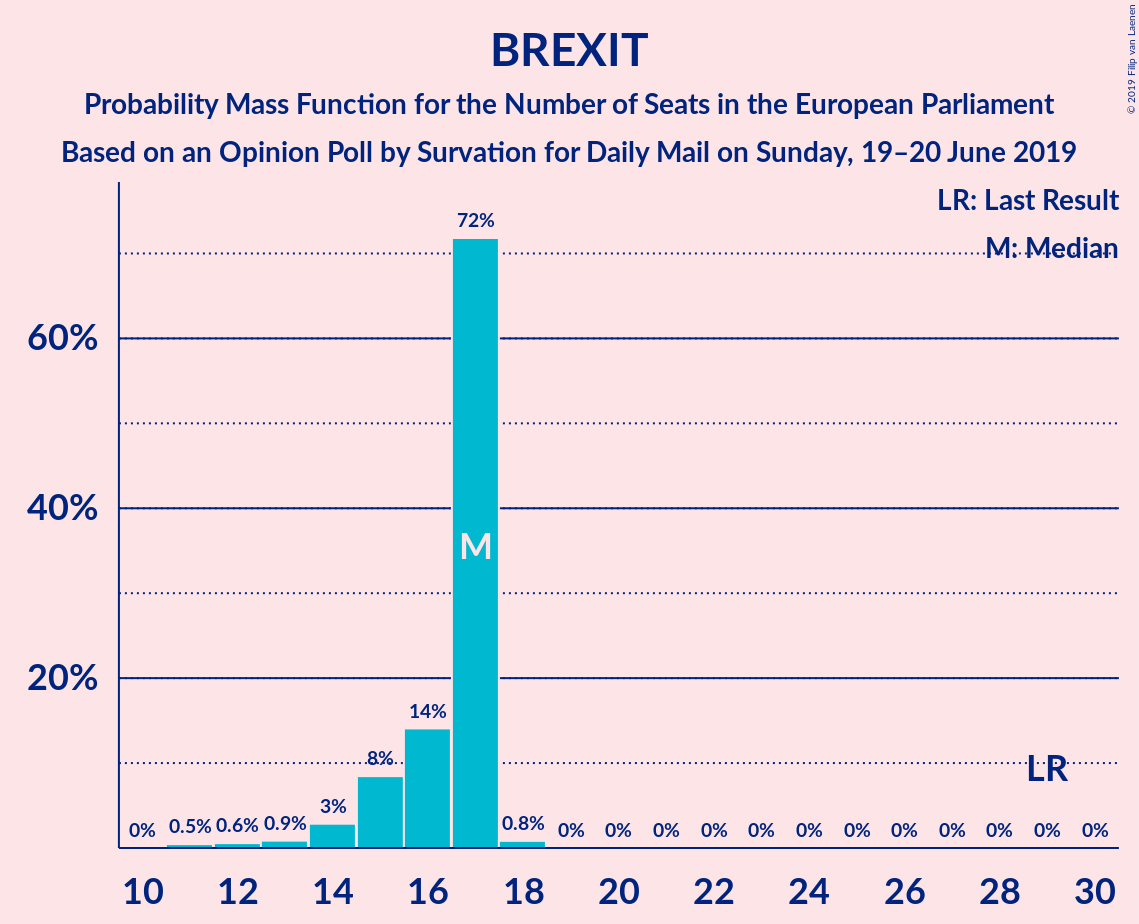 BREXIT
Probability Mass Function for the Number of Seats in the European Parliament
Based on an Opinion Poll by Survation for Daily Mail on Sunday, 19–20 June 2019
© 2019 Filip van Laenen
LR: Last Result
M: Median
72%
60%
40%
M
20%
14%
8%
LR
3%
0% 0.5% 0.6% 0.9% 0.8% 0% 0% 0% 0% 0% 0% 0% 0% 0% 0% 0% 0%
10 12 14 16 18 20 22 24 26 28 30